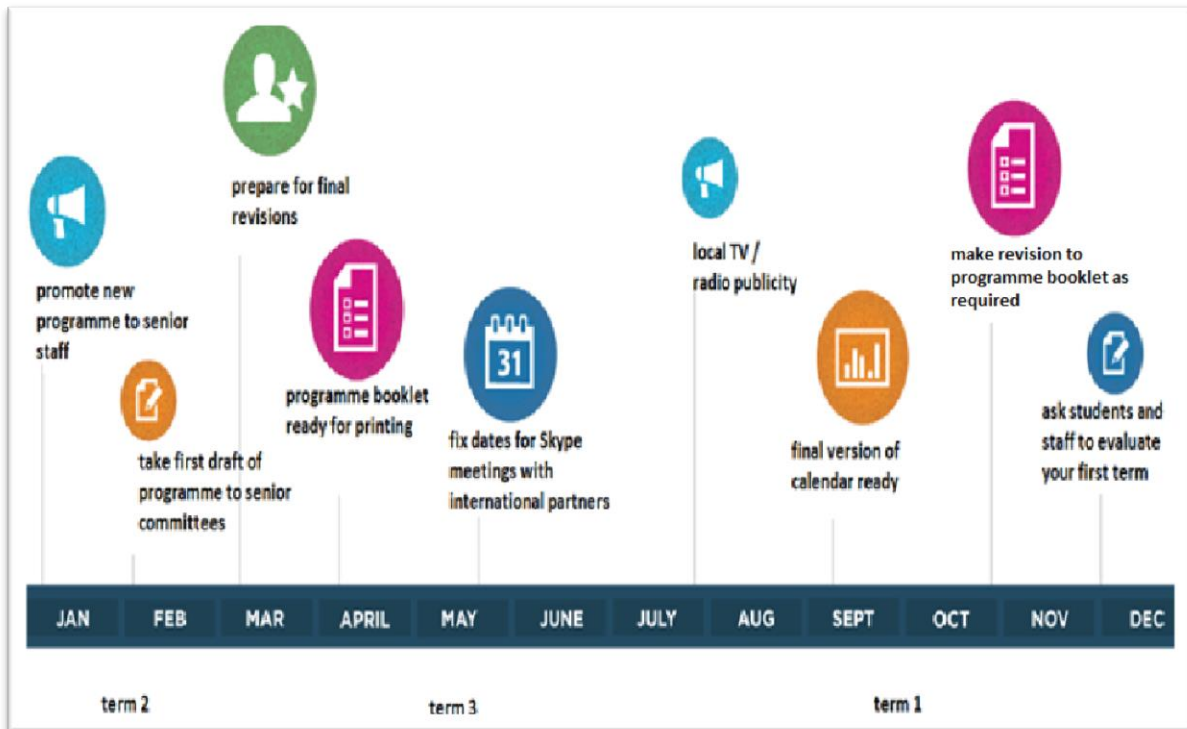 prepare for final
revisions
promote new
programme to senior
staff
take first draft of
programme to senior
committees
programme booklet
ready for printing
31
fix dates for Skype
meetings with
international partners
local TV /
radio publicity
final version of
calendar ready
make revision to
programme booklet as
required
ask students and
staff to evaluate
your first term
JAN FEB MAR APRIL MAY JUNE JULY AUG SEPT OCT NOV DEC
term 2 term 3 term 1